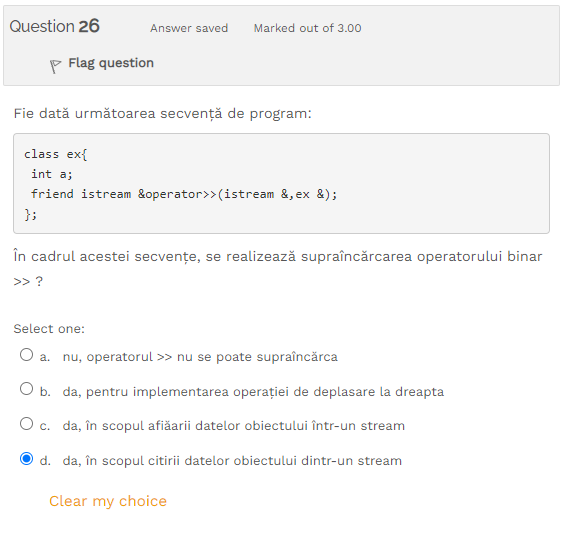 Question 26 Answer saved Marked out of 3.00
Flag question
Fie dată următoarea secvență de program:
class ex{
int a;
friend istream &operator>>(istream &,ex &);
};
În cadrul acestei secvențe, se realizează supraîncărcarea operatorului binar
>> ?
Select one:
a. nu, operatorul >> nu se poate supraîncărca
b. da, pentru implementarea operației de deplasare la dreapta
c. da, în scopul afiăarii datelor obiectului într-un stream
d. da, în scopul citirii datelor obiectului dintr-un stream
Clear my choice